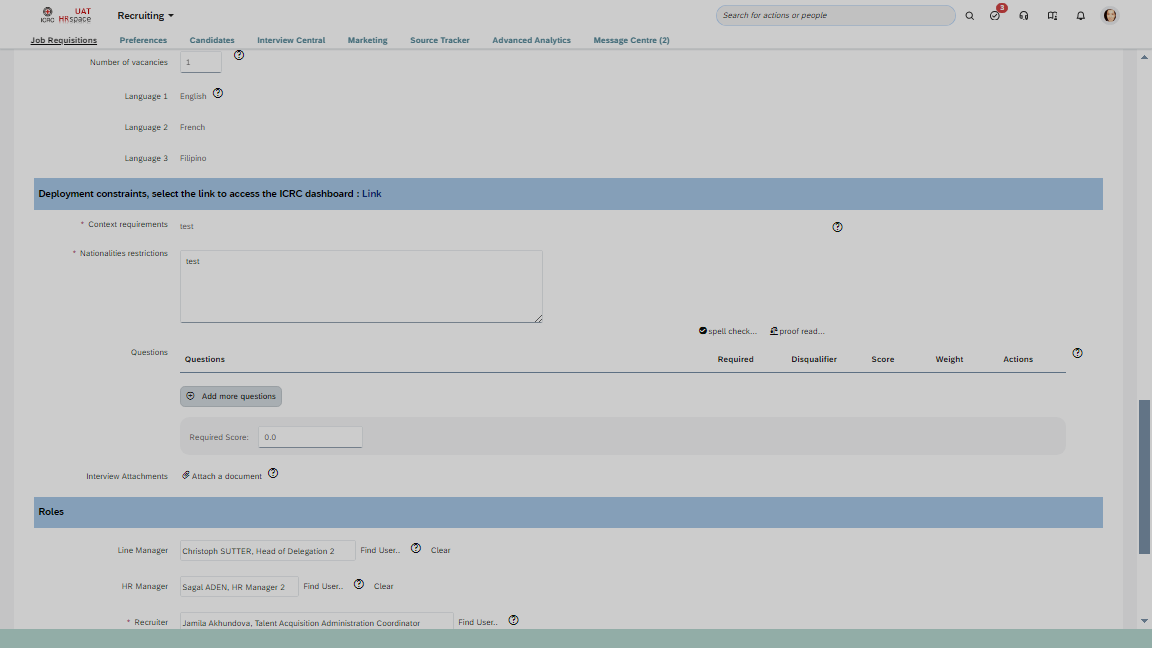 ICRC
UAT
HRspace
Recruiting
Search for actions or people
3
Job Requisitions
Preferences
Candidates
Interview Central
Marketing
Source Tracker
Advanced Analytics
Message Centre (2)
Number of vacancies
1
Language 1
English
Language 2
French
Language 3
Filipino
Deployment constraints, select the link to access the ICRC dashboard : Link
* Context requirements
test
* Nationalities restrictions
test
spell check...
proof read...
Questions
Questions
Required
Disqualifier
Score
Weight
Actions
Add more questions
Required Score:
0.0
Interview Attachments
Attach a document
Roles
Line Manager
Christoph SUTTER, Head of Delegation 2
Find User..
Clear
HR Manager
Sagal ADEN, HR Manager 2
Find User..
Clear
* Recruiter
Jamila Akhundova, Talent Acquisition Administration Coordinator
Find User..